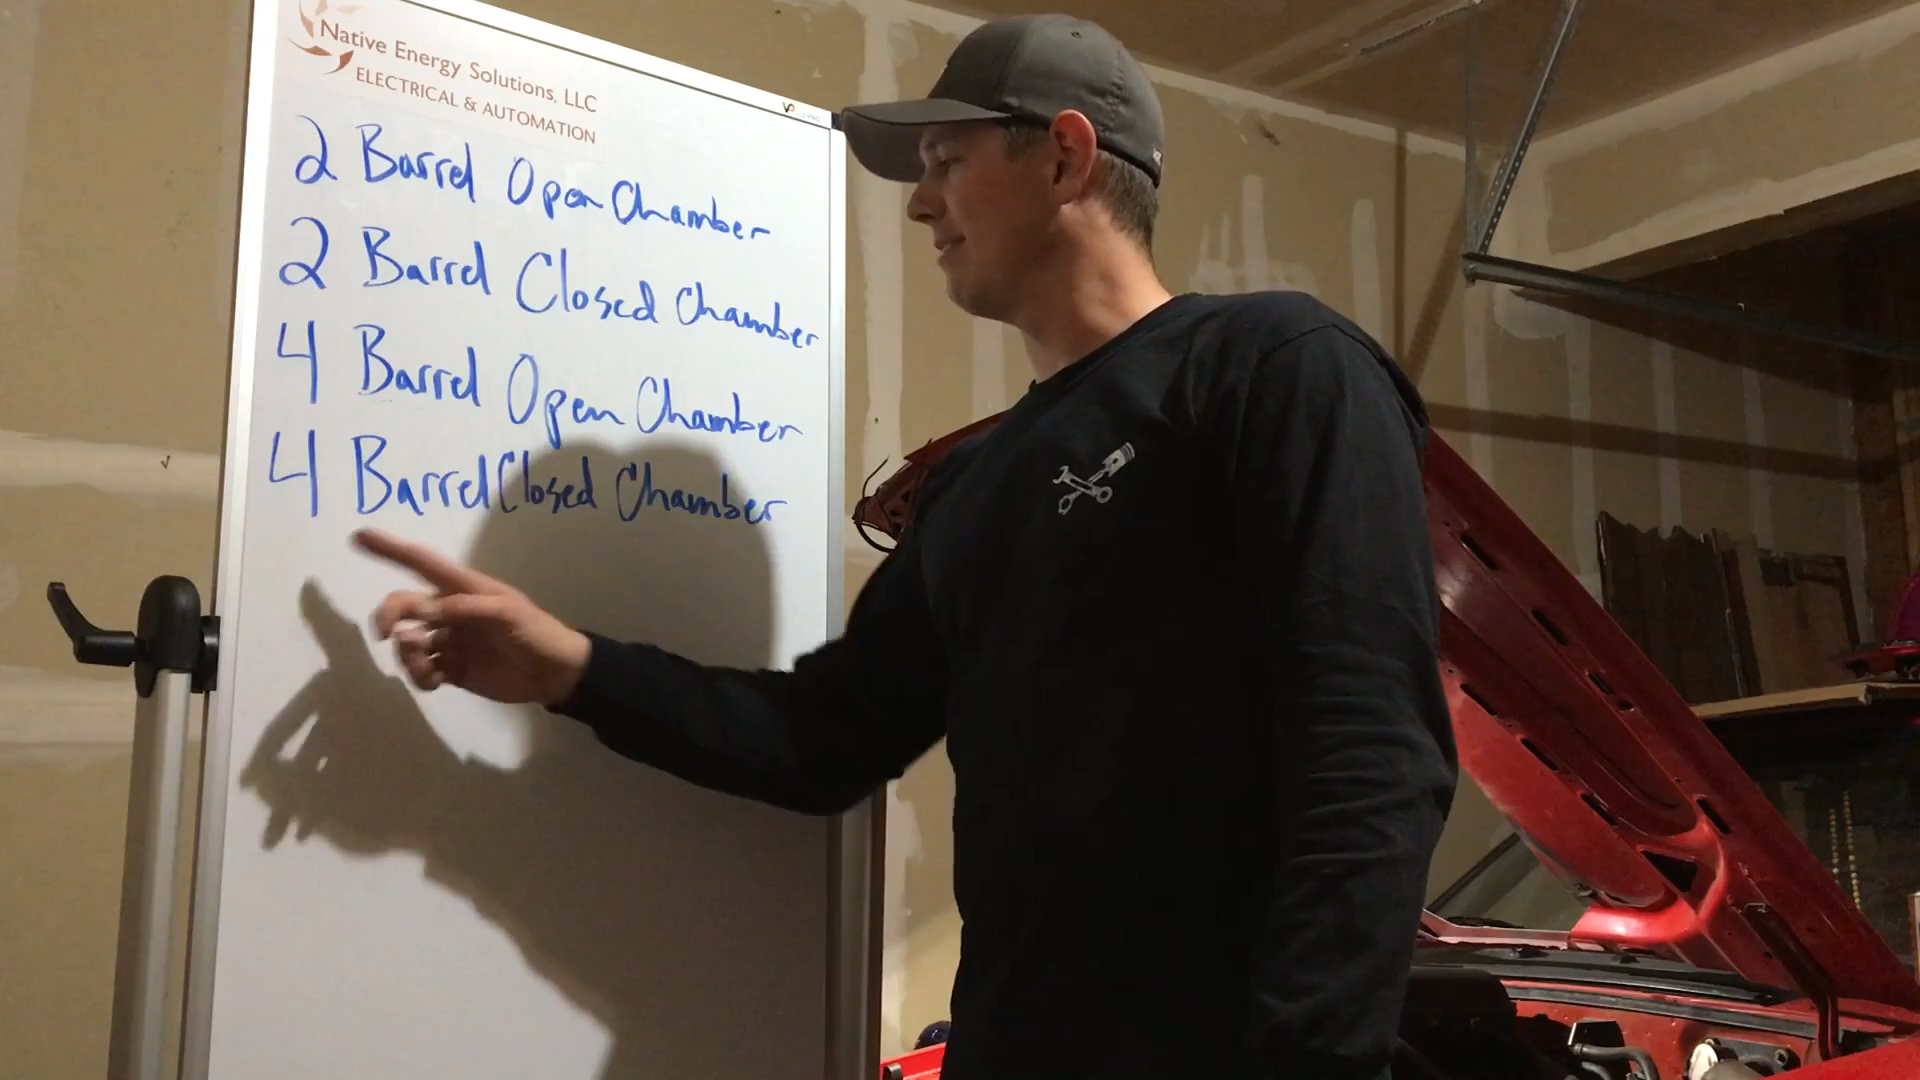 Native Energy Solutions, LLC
ELECTRICAL & AUTOMATION
2 Barrel Open Chamber
2 Barrel Closed Chamber
4 Barrel Open Chamber
4 Barrel Closed Chamber